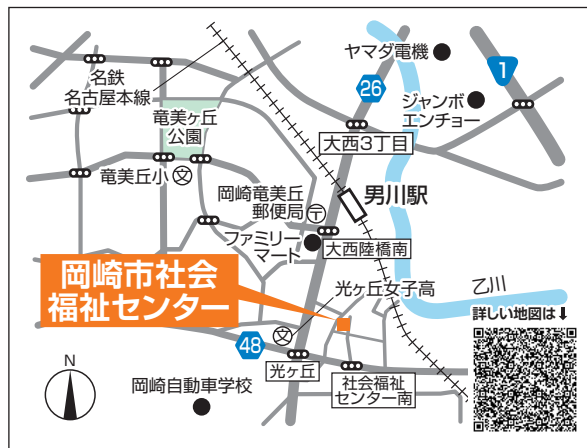 名鉄
名古屋本線
竜美ヶ丘
公園
竜美丘小
文
ヤマダ電機
26
1
ジャンボ
エンチョー
大西3丁目
岡崎竜美丘
郵便局
男川駅
ファミリー
マート
大西陸橋南
岡崎市社会
福祉センター
光ヶ丘女子高
文
乙川
48
光ヶ丘
社会福祉
センター南
岡崎自動車学校
N
詳しい地図は⬇